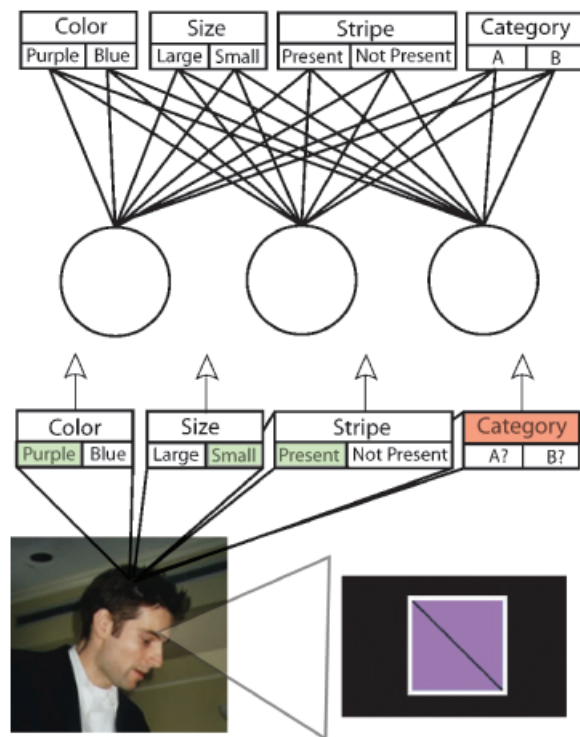 Color Size Stripe Category
Purple Blue Large Small Present Not Present A B
Color Size Stripe Category
Purple Blue Large Small Present Not Present A? B?